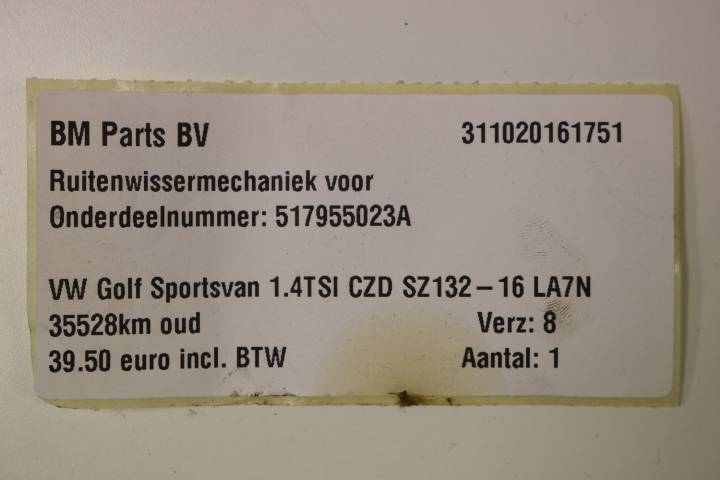 BM Parts BV 311020161751
Ruitenwissermechaniek voor
Onderdeelnummer: 517955023A
VW Golf Sportsvan 1.4TSI CZD SZ132-16 LA7N
35528km oud Verz: 8
39.50 euro incl. BTW Aantal: 1